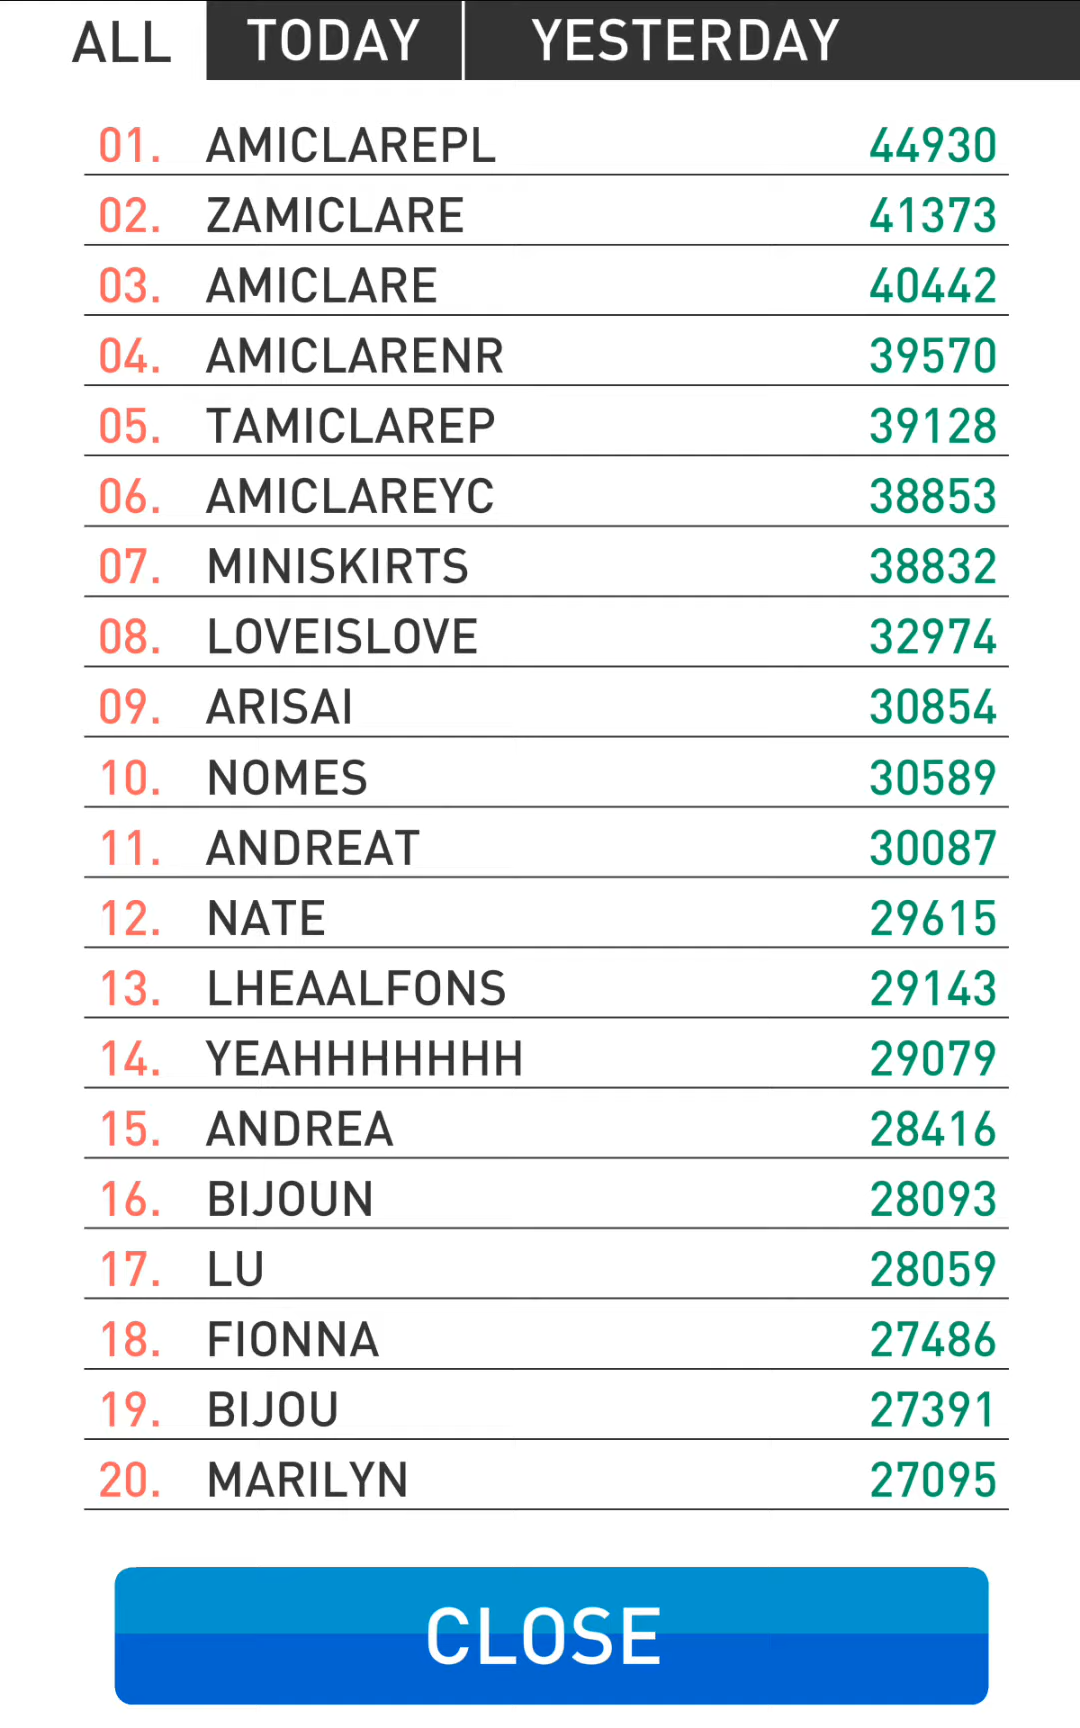 ALL TODAY YESTERDAY
01. AMICLAREPL 44930
02. ZAMICLARE 41373
03. AMICLARE 40442
04. AMICLARENR 39570
05. TAMICLAREP 39128
06. AMICLAREYC 38853
07. MINISKIRTS 38832
08. LOVEISLOVE 32974
09. ARISAI 30854
10. NOMES 30589
11. ANDREAT 30087
12. NATE 29615
13. LHEAALFONS 29143
14. YEAHHHHHHH 29079
15. ANDREA 28416
16. BIJOUN 28093
17. LU 28059
18. FIONNA 27486
19. BIJOU 27391
20. MARILYN 27095
CLOSE